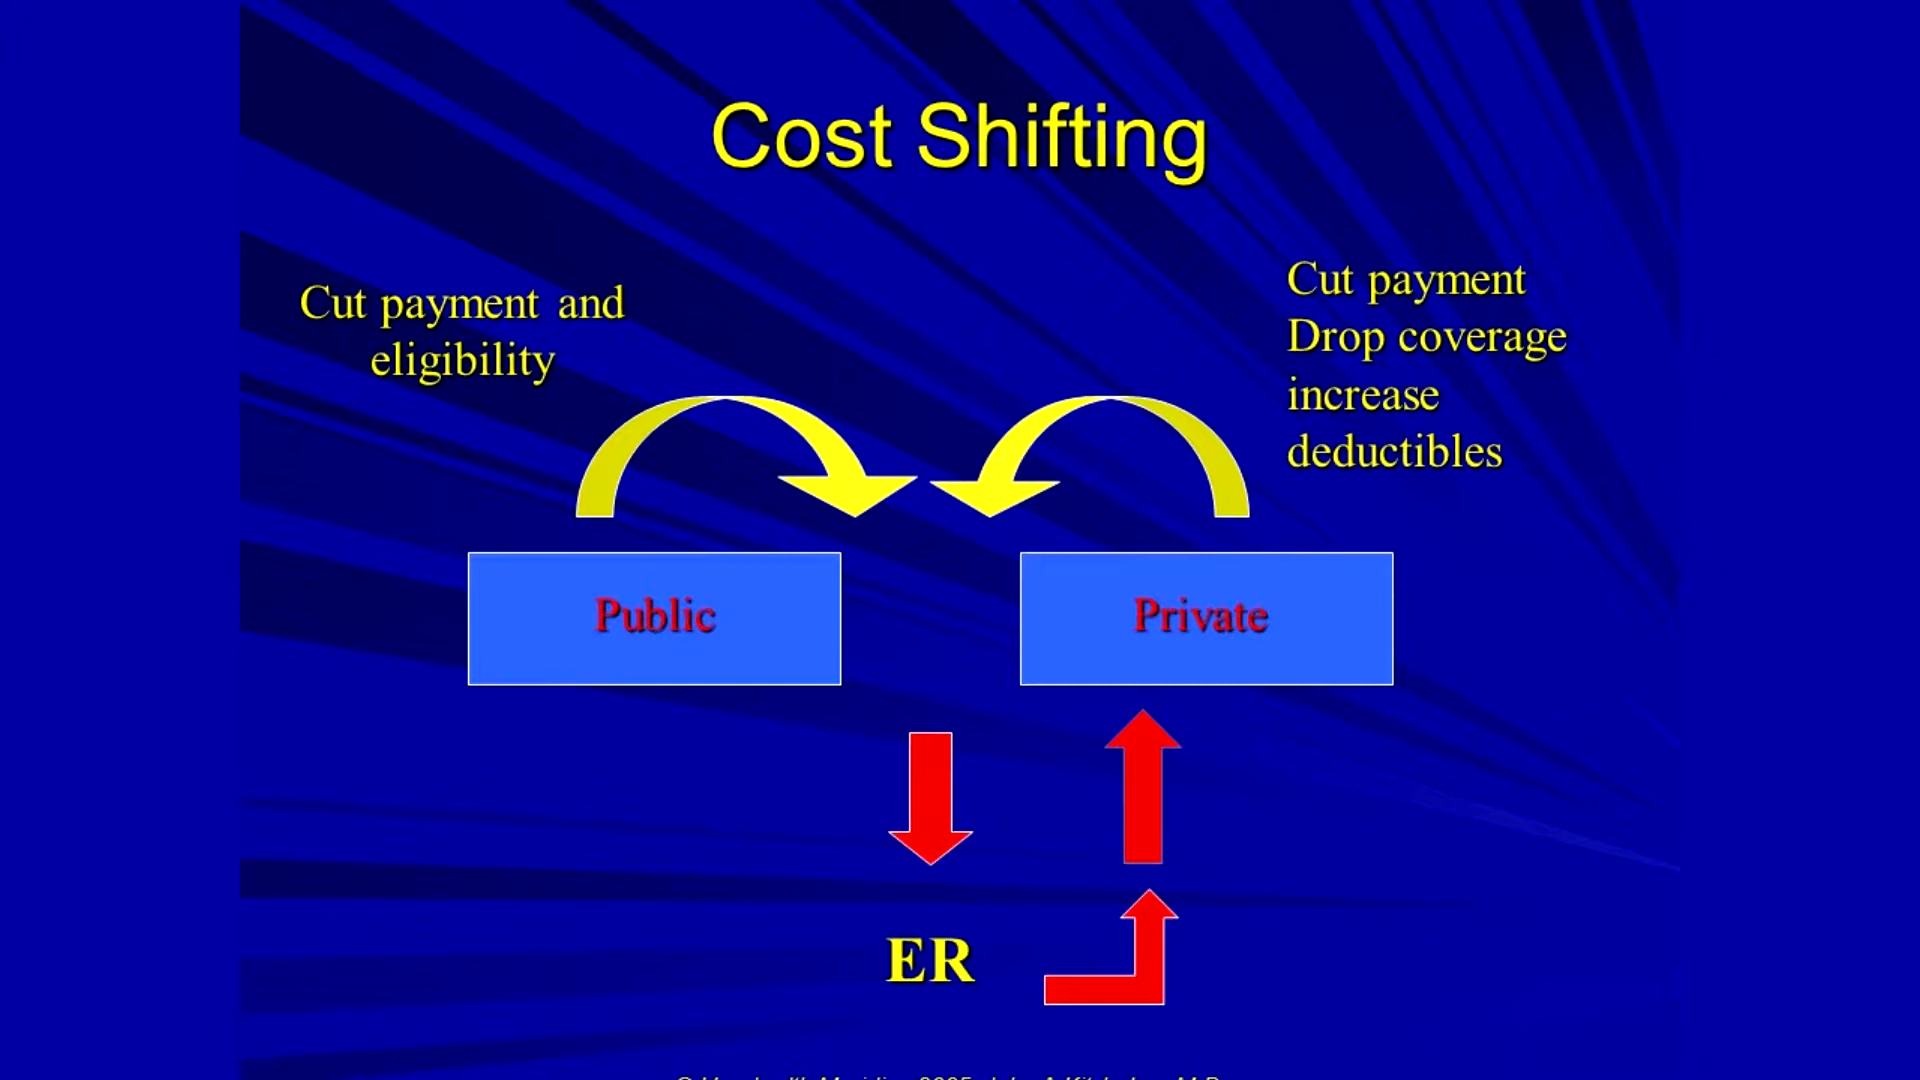 Cost Shifting
Cut payment and
eligibility
Cut payment
Drop coverage
increase
deductibles
Public
Private
ER